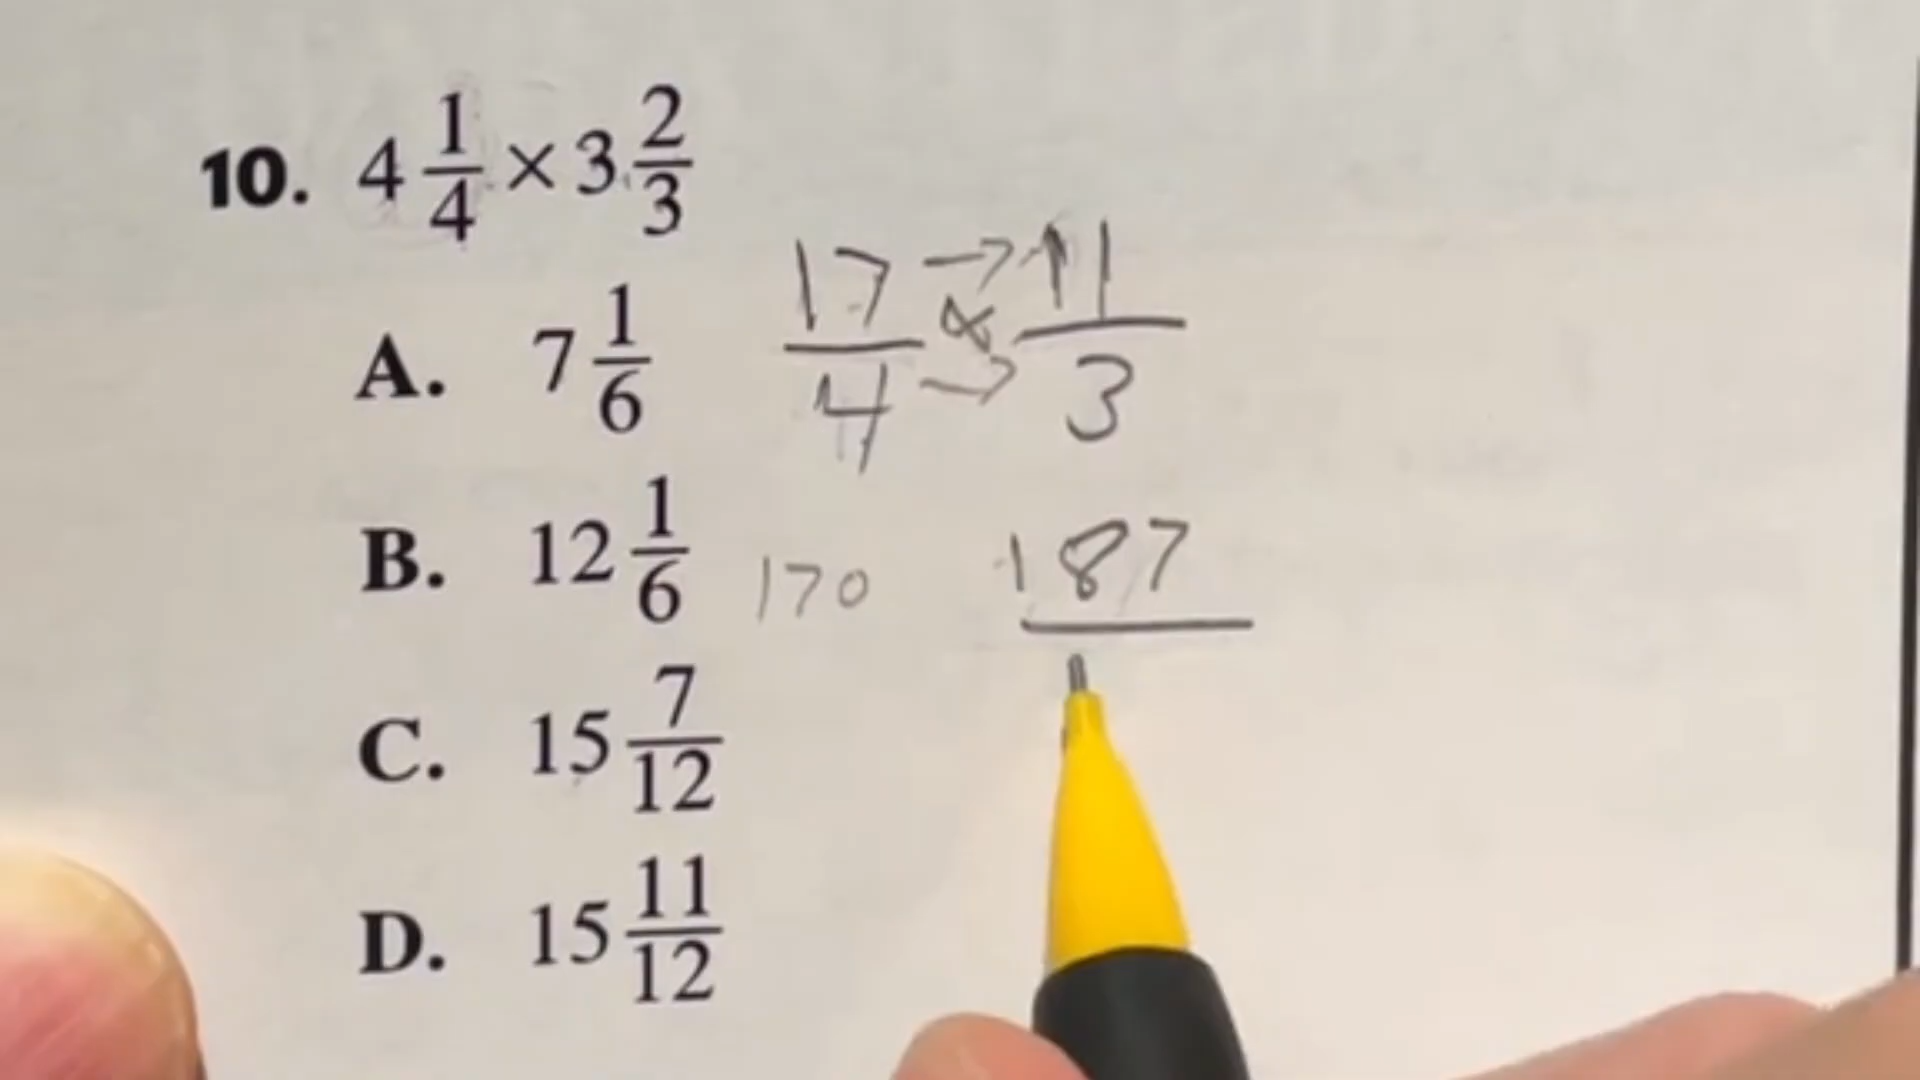 10. 4 1/4 × 3 2/3
17/4 → × → 11/3
A. 7 1/6
B. 12 1/6
170 187
C. 15 7/12
D. 15 11/12